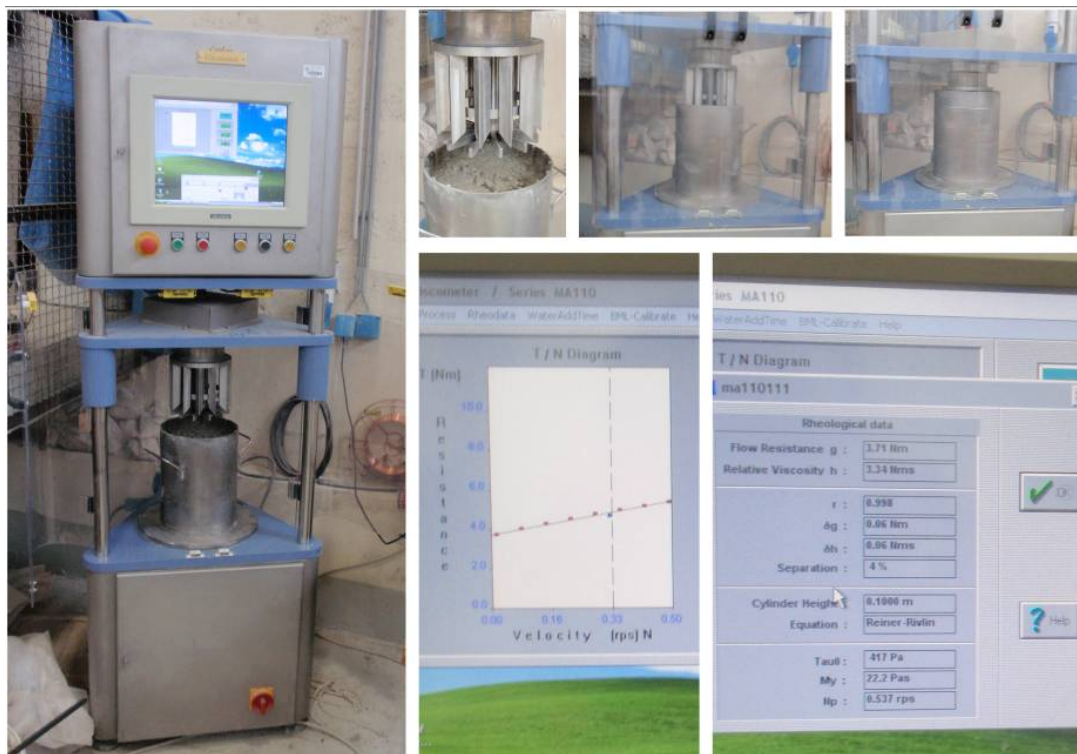 iscometer / Series MA110
Process Rheodata WaterAddTime BML-Calibrate He
T / N Diagram
T (Nm)
10.0
8.0
6.0
4.0
2.0
0.0
Resistance
0.00 0.16 0.33 0.50
Velocity (rps) N
ries MA110
WaterAddTime BML-Calibrate Help
T / N Diagram
ma110111
Rheological data
Flow Resistance g : 3.71 Nm
Relative Viscosity h : 3.34 Nms
r : 0.998
δg : 0.06 Nm
δh : 0.06 Nms
Separation : 4 %
Cylinder Height : 0.1000 m
Equation : Reiner-Rivlin
Tau0 : 417 Pa
My : 22.2 Pas
Np : 0.537 rps
OK
Help